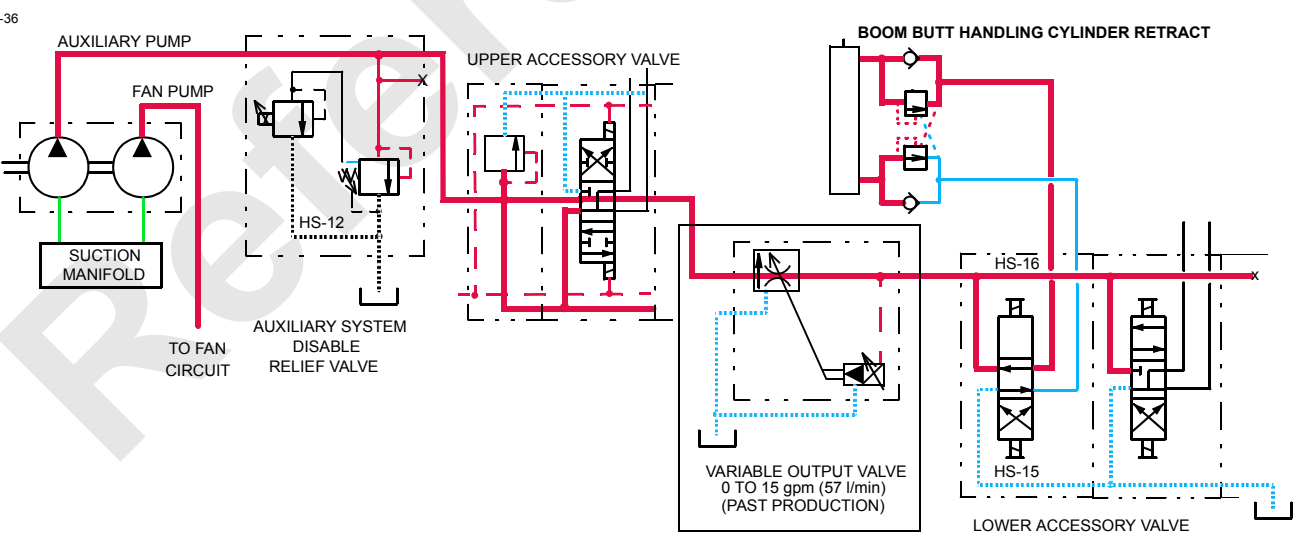 -36
AUXILIARY PUMP
FAN PUMP
SUCTION
MANIFOLD
TO FAN
CIRCUIT
X
HS-12
AUXILIARY SYSTEM
DISABLE
RELIEF VALVE
UPPER ACCESSORY VALVE
BOOM BUTT HANDLING CYLINDER RETRACT
VARIABLE OUTPUT VALVE
0 TO 15 gpm (57 l/min)
(PAST PRODUCTION)
HS-16
X
HS-15
LOWER ACCESSORY VALVE
Refer